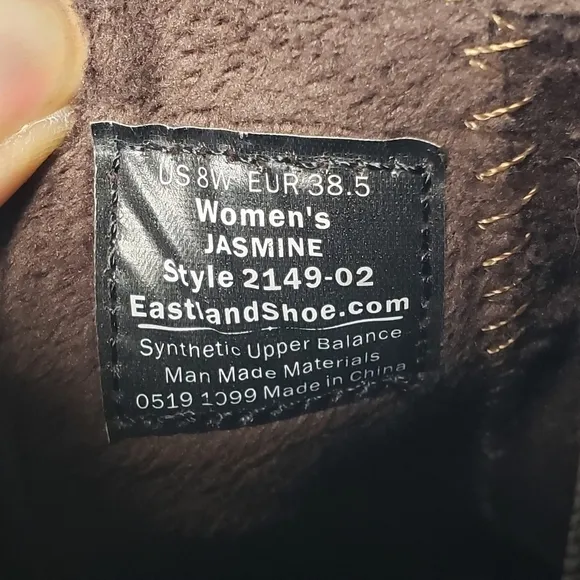 US 8W EUR 38.5
Women's
JASMINE
Style 2149-02
EastlandShoe.com
Synthetic Upper Balance
Man Made Materials
0519 1099 Made in China